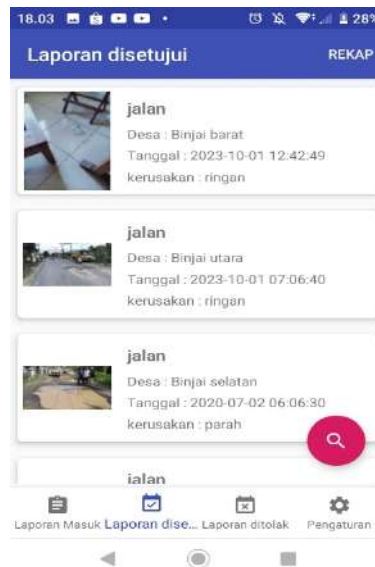 18.03 28%
Laporan disetujui REKAP
jalan
Desa : Binjai barat
Tanggal : 2023-10-01 12:42:49
kerusakan : ringan
jalan
Desa : Binjai utara
Tanggal : 2023-10-01 07:06:40
kerusakan : ringan
jalan
Desa : Binjai selatan
Tanggal : 2020-07-02 06:06:30
kerusakan : parah
jalan
Laporan Masuk Laporan dise... Laporan ditolak Pengaturan